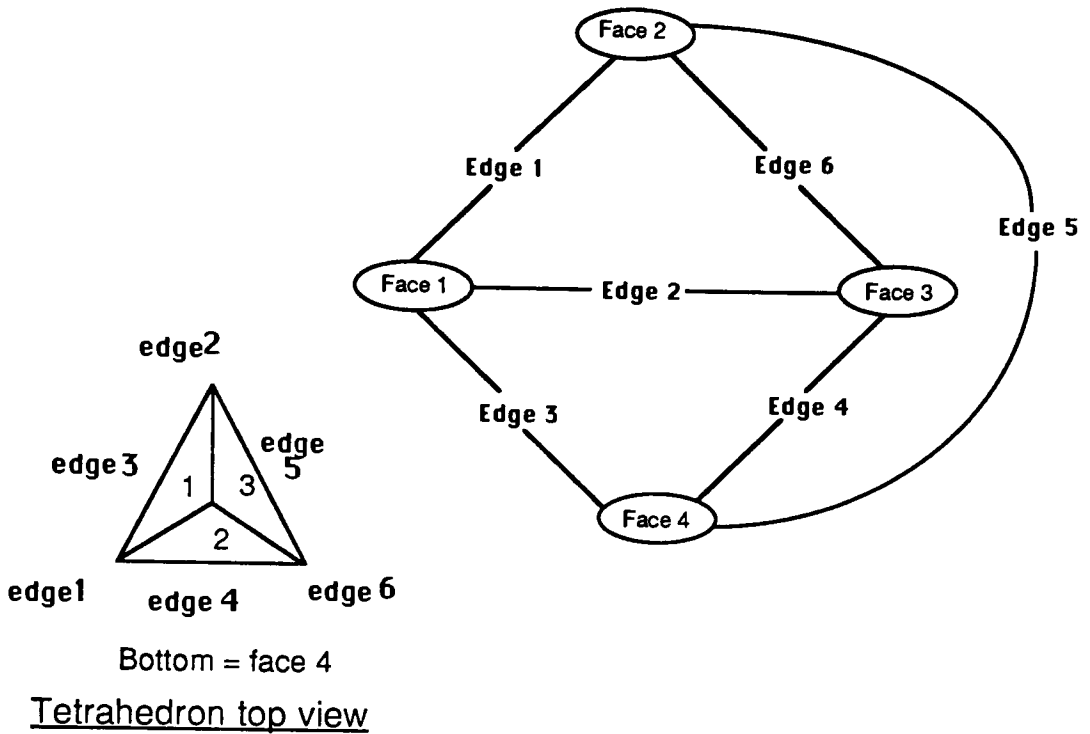 Face 2
Edge 1
Edge 6
Edge 5
Face 1
Edge 2
Face 3
edge2
Edge 3
Edge 4
edge
5
edge3
1
3
Face 4
2
edge1
edge 4
edge 6
Bottom = face 4
Tetrahedron top view